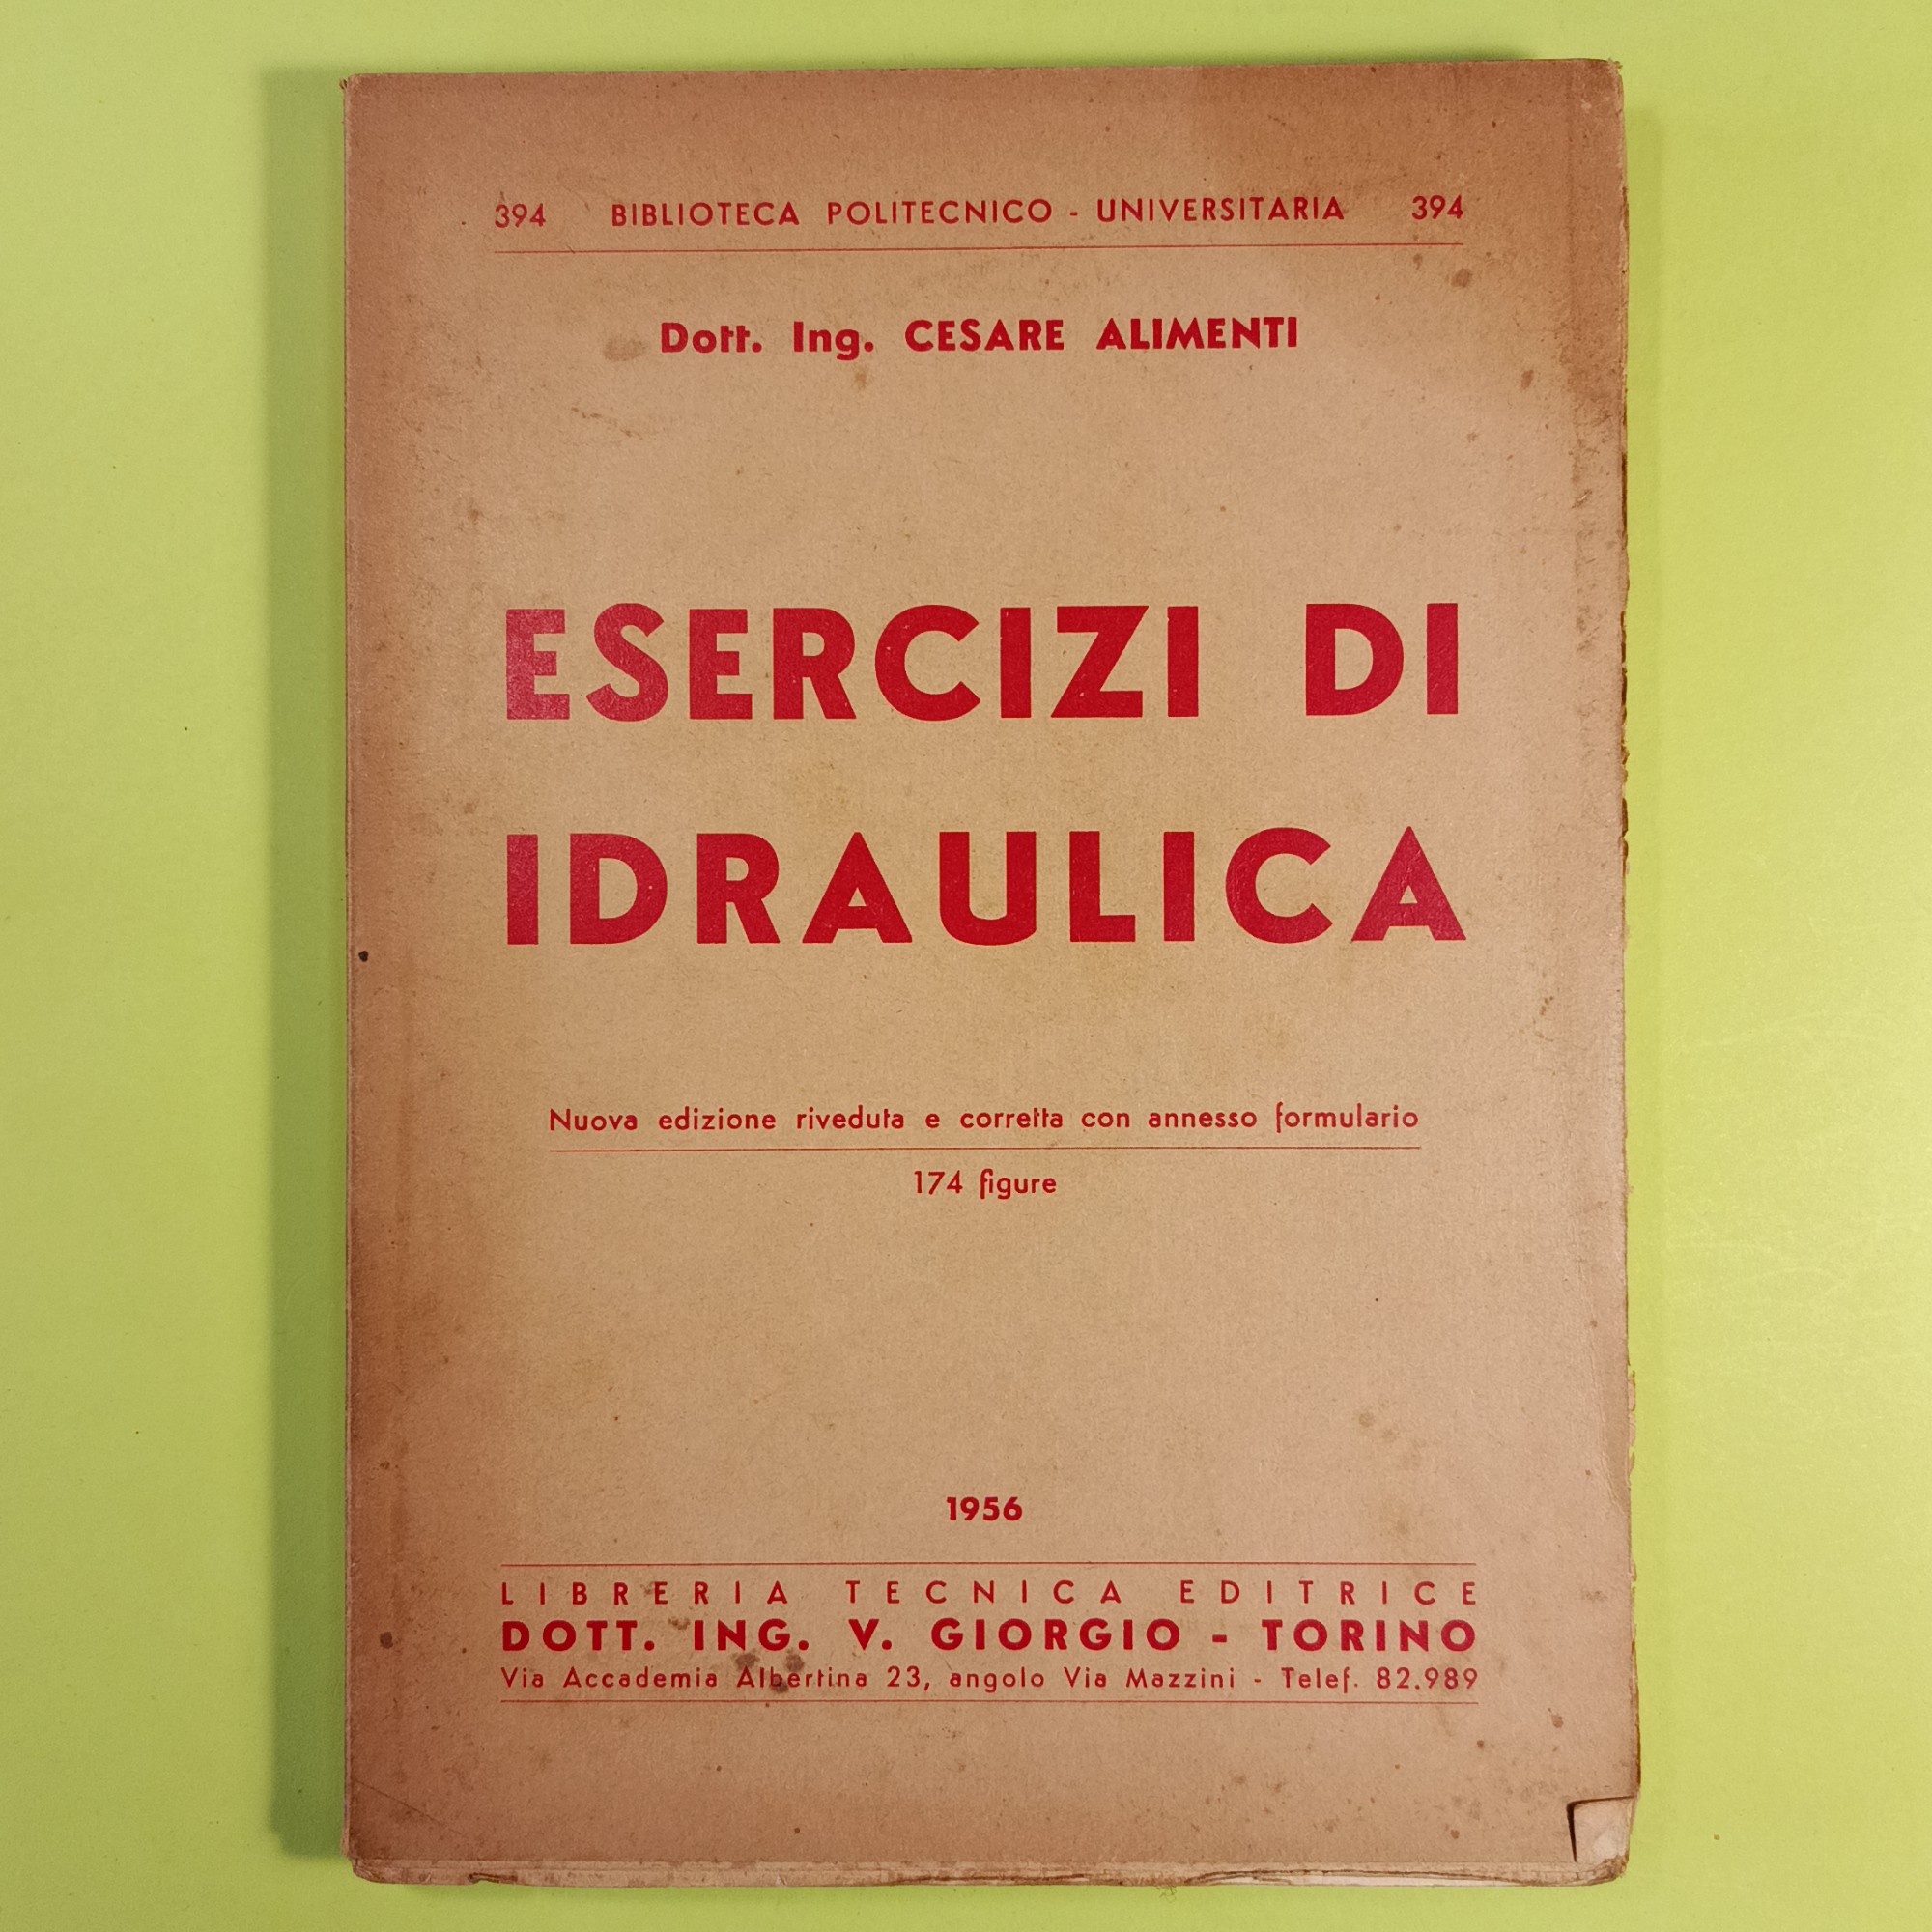 394 BIBLIOTECA POLITECNICO - UNIVERSITARIA 394
Dott. Ing. CESARE ALIMENTI
ESERCIZI DI
IDRAULICA
Nuova edizione riveduta e corretta con annesso formulario
174 figure
1956
LIBRERIA TECNICA EDITRICE
DOTT. ING. V. GIORGIO - TORINO
Via Accademia Albertina 23, angolo Via Mazzini - Telef. 82.989